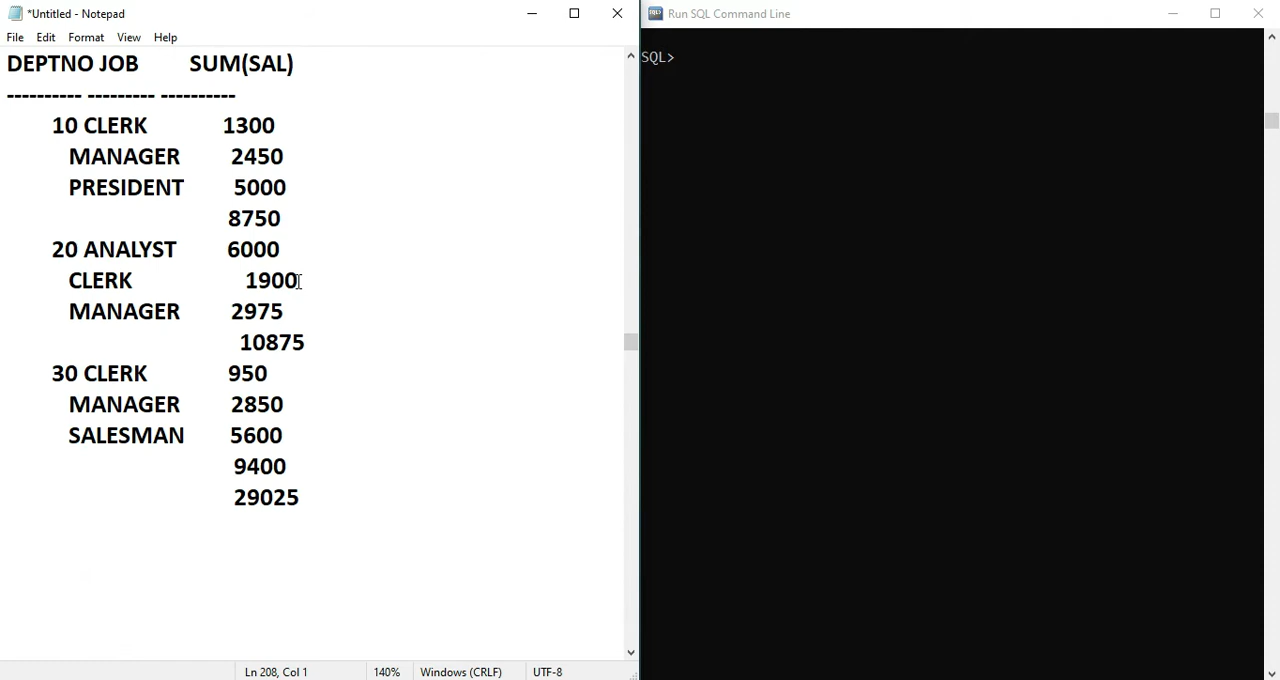 *Untitled - Notepad
File Edit Format View Help
DEPTNO JOB SUM(SAL)
---------- --------- ----------
10 CLERK 1300
MANAGER 2450
PRESIDENT 5000
8750
20 ANALYST 6000
CLERK 1900
MANAGER 2975
10875
30 CLERK 950
MANAGER 2850
SALESMAN 5600
9400
29025
Ln 208, Col 1 140% Windows (CRLF) UTF-8
Run SQL Command Line
SQL>